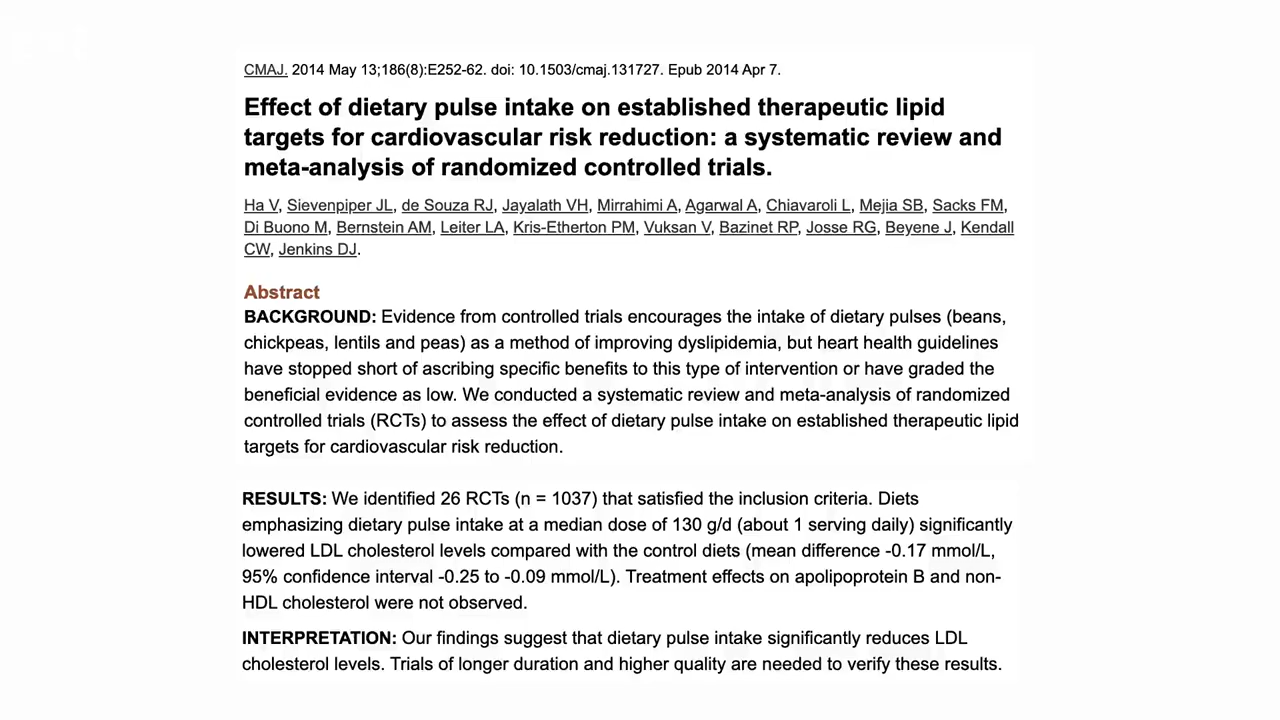 CMAJ. 2014 May 13;186(8):E252-62. doi: 10.1503/cmaj.131727. Epub 2014 Apr 7.
Effect of dietary pulse intake on established therapeutic lipid
targets for cardiovascular risk reduction: a systematic review and
meta-analysis of randomized controlled trials.
Ha V, Sievenpiper JL, de Souza RJ, Jayalath VH, Mirrahimi A, Agarwal A, Chiavaroli L, Mejia SB, Sacks FM,
Di Buono M, Bernstein AM, Leiter LA, Kris-Etherton PM, Vuksan V, Bazinet RP, Josse RG, Beyene J, Kendall
CW, Jenkins DJ.
Abstract
BACKGROUND: Evidence from controlled trials encourages the intake of dietary pulses (beans,
chickpeas, lentils and peas) as a method of improving dyslipidemia, but heart health guidelines
have stopped short of ascribing specific benefits to this type of intervention or have graded the
beneficial evidence as low. We conducted a systematic review and meta-analysis of randomized
controlled trials (RCTs) to assess the effect of dietary pulse intake on established therapeutic lipid
targets for cardiovascular risk reduction.
RESULTS: We identified 26 RCTs (n = 1037) that satisfied the inclusion criteria. Diets
emphasizing dietary pulse intake at a median dose of 130 g/d (about 1 serving daily) significantly
lowered LDL cholesterol levels compared with the control diets (mean difference -0.17 mmol/L,
95% confidence interval -0.25 to -0.09 mmol/L). Treatment effects on apolipoprotein B and non-
HDL cholesterol were not observed.
INTERPRETATION: Our findings suggest that dietary pulse intake significantly reduces LDL
cholesterol levels. Trials of longer duration and higher quality are needed to verify these results.